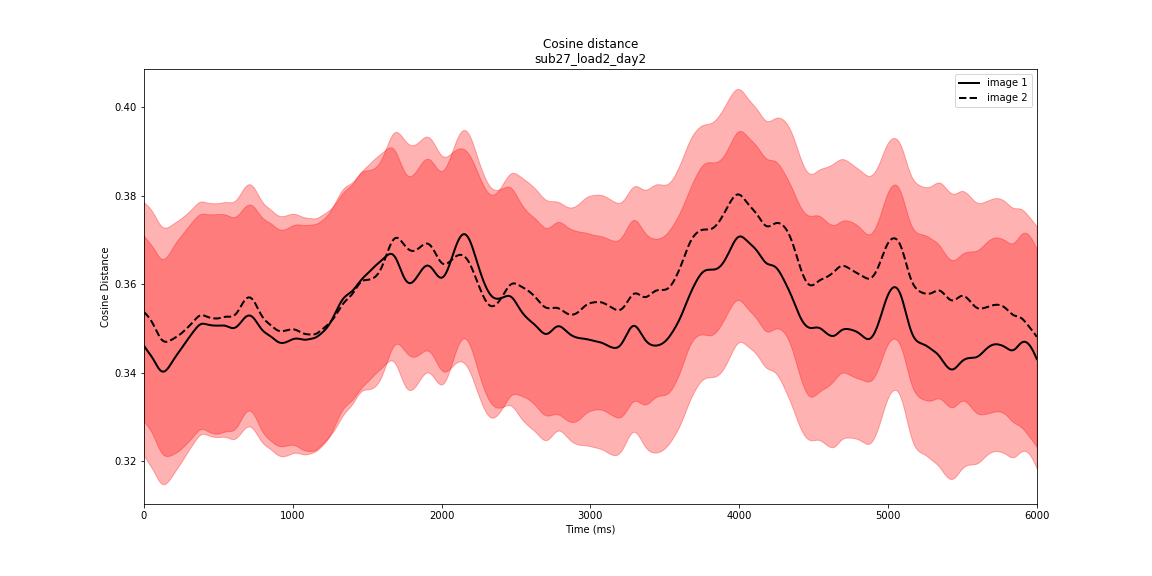 Cosine distance
sub27_load2_day2
image 1
image 2
0.40
0.38
0.36
0.34
0.32
Cosine Distance
0
1000
2000
3000
4000
5000
6000
Time (ms)